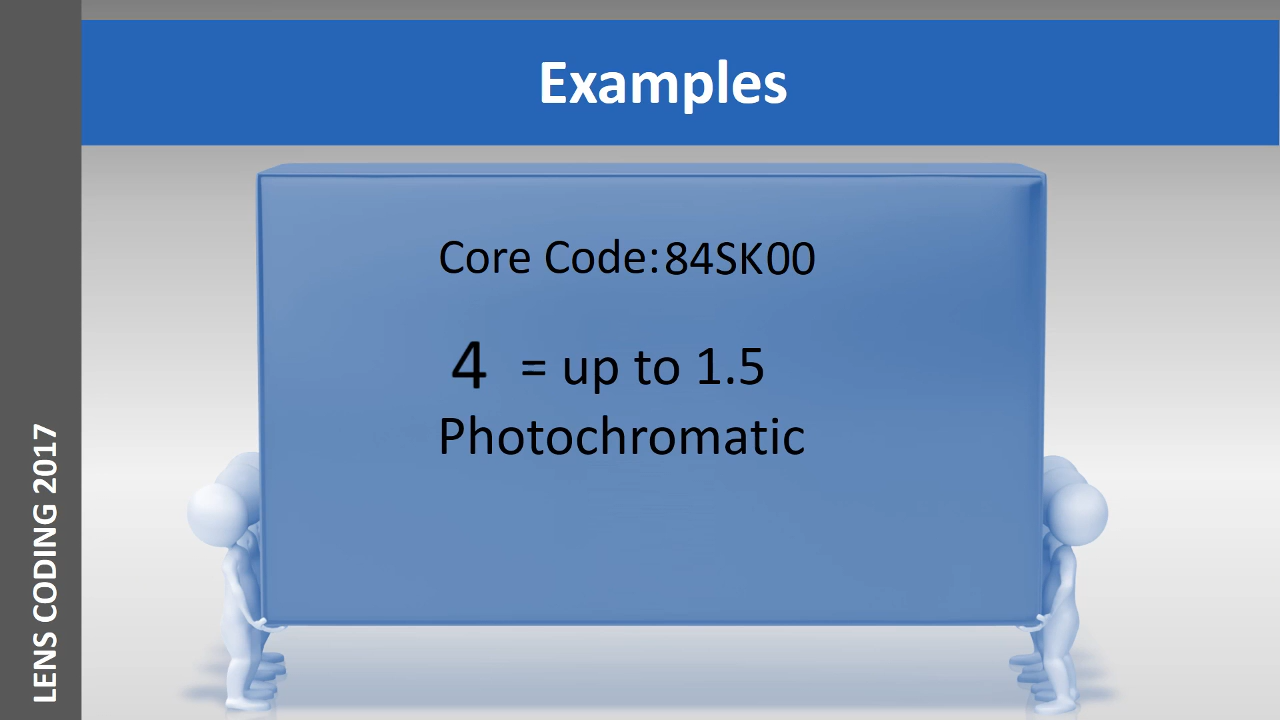 Examples
Core Code: 84SK00
4 = up to 1.5
Photochromatic
LENS CODING 2017